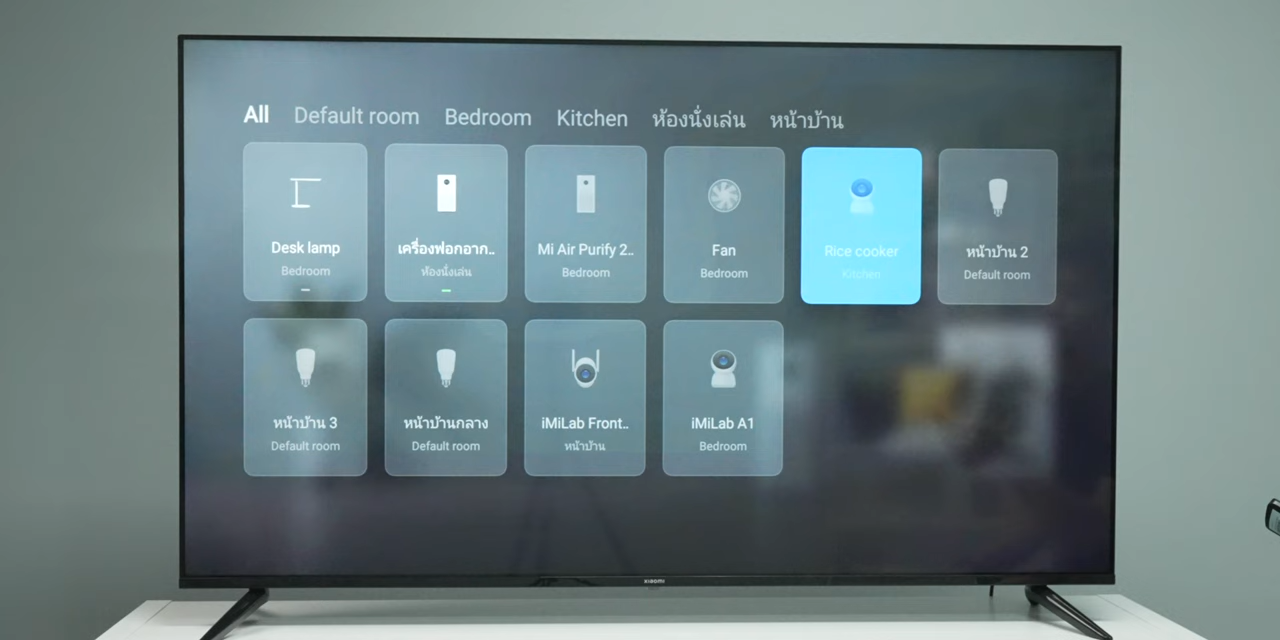 All Default room Bedroom Kitchen ห้องนั่งเล่น หน้าบ้าน
Desk lamp
Bedroom
เครื่องฟอกอาก..
ห้องนั่งเล่น
Mi Air Purify 2..
Bedroom
Fan
Bedroom
Rice cooker
Kitchen
หน้าบ้าน 2
Default room
หน้าบ้าน 3
Default room
หน้าบ้านกลาง
Default room
iMiLab Front..
หน้าบ้าน
iMiLab A1
Bedroom
xiaomi